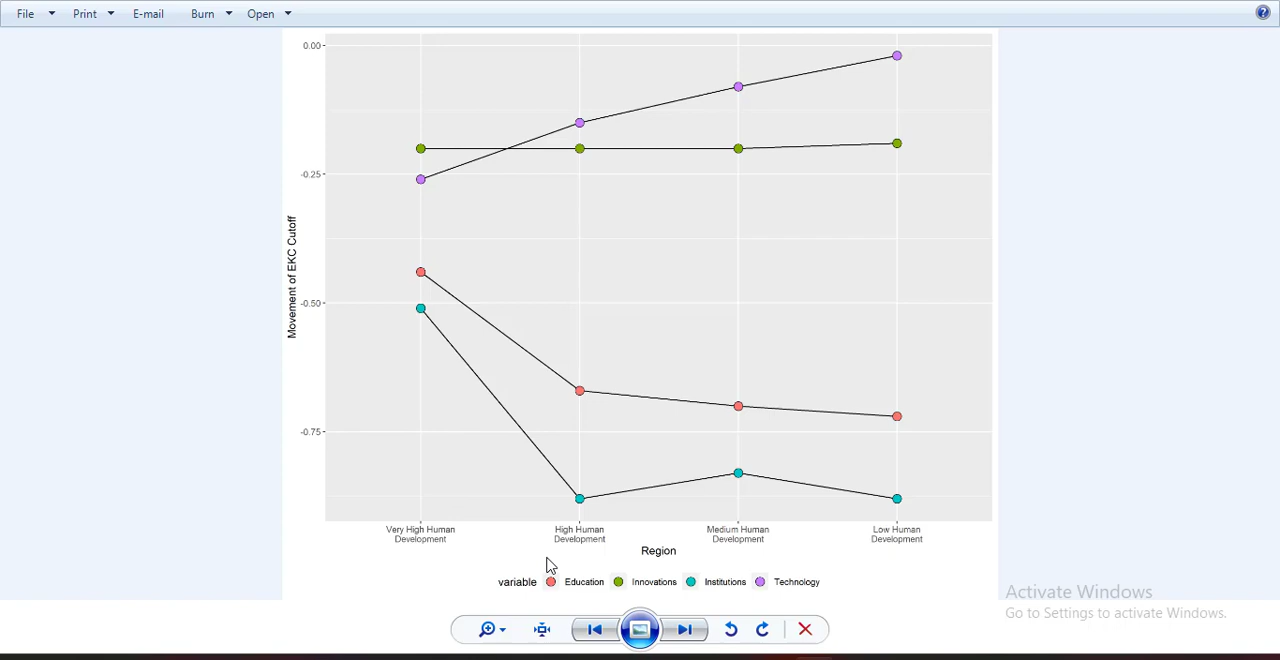 File Print E-mail Burn Open
0.00
-0.25
-0.50
-0.75
Movement of EKC Cutoff
Very High Human
Development
High Human
Development
Medium Human
Development
Low Human
Development
Region
variable Education Innovations Institutions Technology
Activate Windows
Go to Settings to activate Windows.